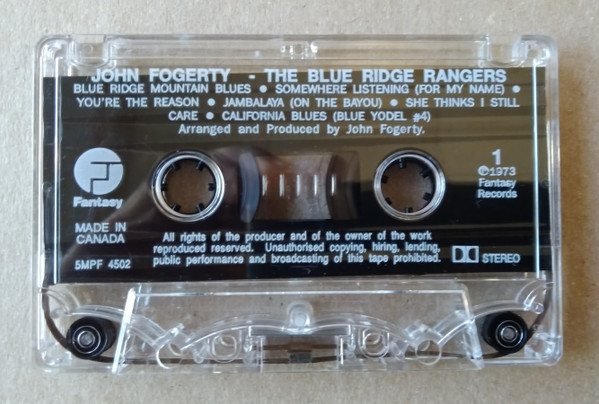 JOHN FOGERTY - THE BLUE RIDGE RANGERS
BLUE RIDGE MOUNTAIN BLUES ● SOMEWHERE LISTENING (FOR MY NAME) ●
YOU'RE THE REASON ● JAMBALAYA (ON THE BAYOU) ● SHE THINKS I STILL
CARE ● CALIFORNIA BLUES (BLUE YODEL #4)
Arranged and Produced by John Fogerty.
1
℗1973
Fantasy
Records
Fantasy
MADE IN
CANADA
5MPF 4502
All rights of the producer and of the owner of the work
reproduced reserved. Unauthorised copying, hiring, lending,
public performance and broadcasting of this tape prohibited.
STEREO